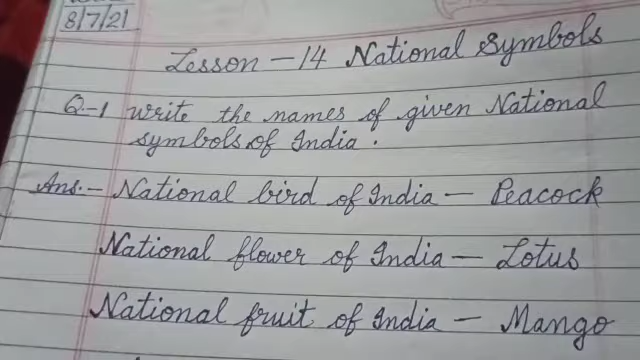 8/7/21
Lesson - 14 National Symbols
Q-1 write the names of given National
symbols of India.
Ans.- National bird of India - Peacock
National flower of India - Lotus
National fruit of India - Mango